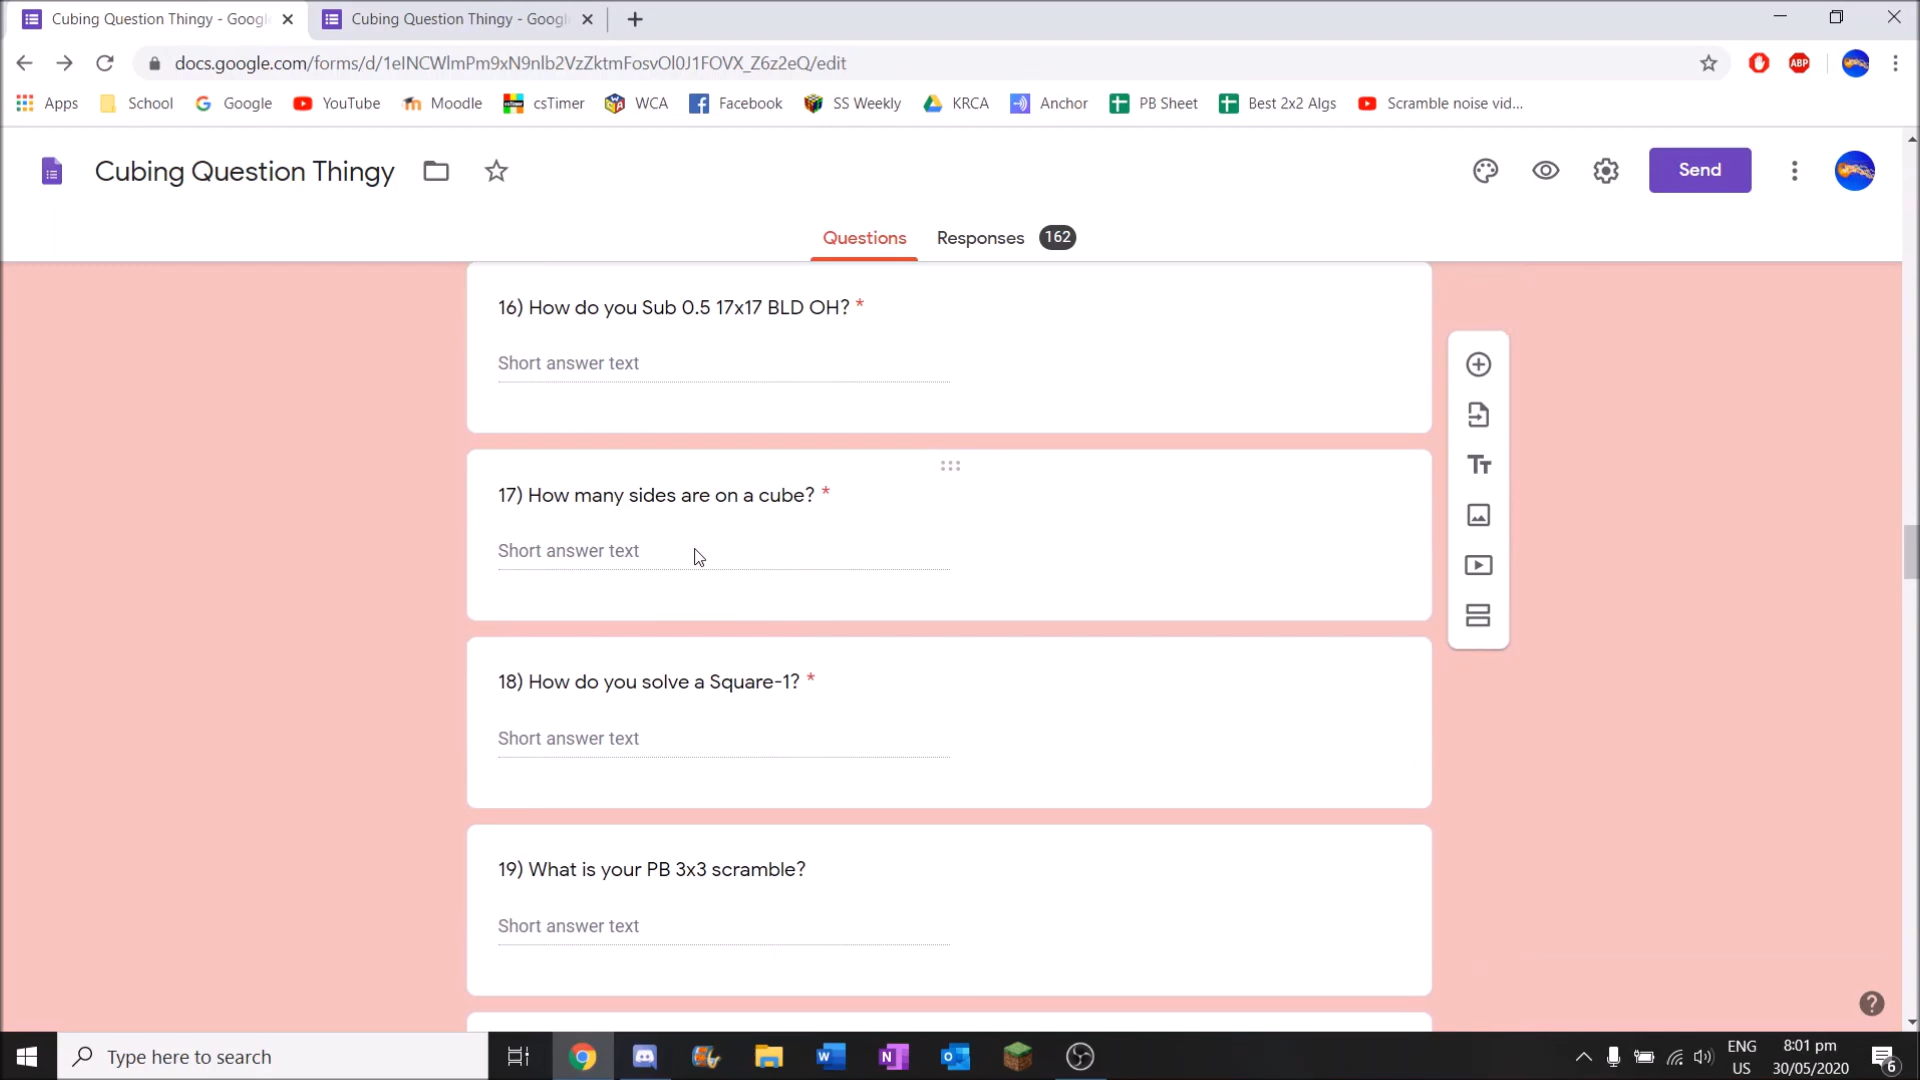 Cubing Question Thingy - Googl
Cubing Question Thingy - Googl
docs.google.com/forms/d/1eINCWlmPm9xN9nlb2VzZktmFosvOl0J1FOVX_Z6z2eQ/edit
ABP
Apps School Google YouTube Moodle csTimer WCA Facebook SS Weekly KRCA Anchor PB Sheet Best 2x2 Algs Scramble noise vid...
Cubing Question Thingy
Send
Questions Responses 162
16) How do you Sub 0.5 17x17 BLD OH? *
Short answer text
17) How many sides are on a cube? *
Short answer text
18) How do you solve a Square-1? *
Short answer text
19) What is your PB 3x3 scramble?
Short answer text
Type here to search
ENG
US
8:01 pm
30/05/2020
6